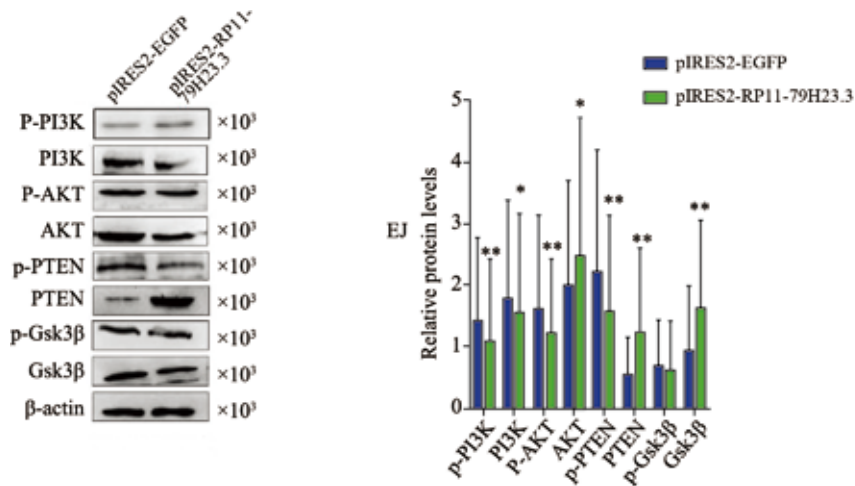 pIRES2-EGFP
pIRES2-RP11-
79H23.3
P-PI3K ×10³
PI3K ×10³
P-AKT ×10³
AKT ×10³
p-PTEN ×10³
PTEN ×10³
p-Gsk3β ×10³
Gsk3β ×10³
β-actin ×10³
EJ
pIRES2-EGFP
pIRES2-RP11-79H23.3
Relative protein levels
5
4
3
2
1
0
** * ** * ** ** **
p-PI3K
PI3K
P-AKT
AKT
p-PTEN
PTEN
p-Gsk3β
Gsk3β